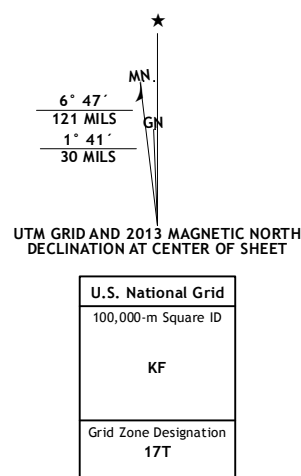 ★
MN.
6° 47´
121 MILS
GN
1° 41´
30 MILS
UTM GRID AND 2013 MAGNETIC NORTH
DECLINATION AT CENTER OF SHEET
U.S. National Grid
100,000-m Square ID
KF
Grid Zone Designation
17T